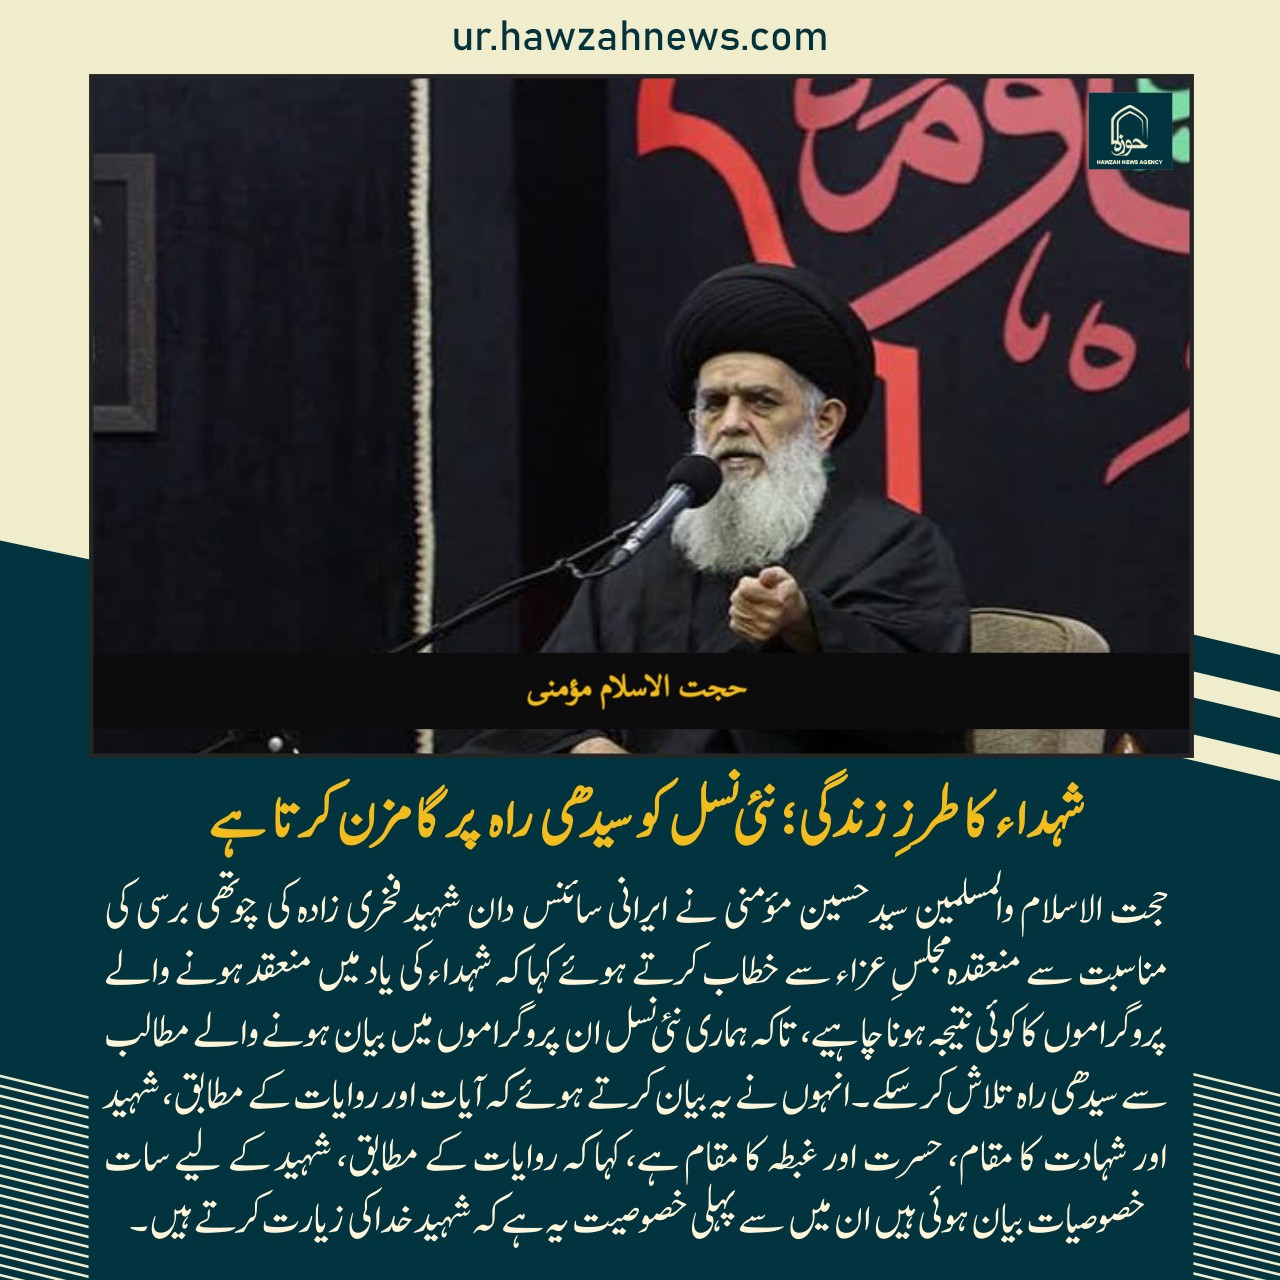 ur.hawzahnews.com
حوزہ
HAWZAH NEWS AGENCY
حجت الاسلام مؤمنی
شہداء کا طرزِ زندگی؛ نئی نسل کو سیدھی راہ پر گامزن کرتا ہے
حجت الاسلام والمسلمین سید حسین مؤمنی نے ایرانی سائنس دان شہید فخری زادہ کی چوتھی برسی کی
مناسبت سے منعقدہ مجلسِ عزاء سے خطاب کرتے ہوئے کہا کہ شہداء کی یاد میں منعقد ہونے والے
پروگراموں کا کوئی نتیجہ ہونا چاہیے، تاکہ ہماری نئی نسل ان پروگراموں میں بیان ہونے والے مطالب
سے سیدھی راہ تلاش کر سکے۔ انہوں نے یہ بیان کرتے ہوئے کہ آیات اور روایات کے مطابق، شہید
اور شہادت کا مقام، حسرت اور غبطہ کا مقام ہے، کہا کہ روایات کے مطابق، شہید کے لیے سات
خصوصیات بیان ہوئی ہیں ان میں سے پہلی خصوصیت یہ ہے کہ شہید خدا کی زیارت کرتے ہیں۔